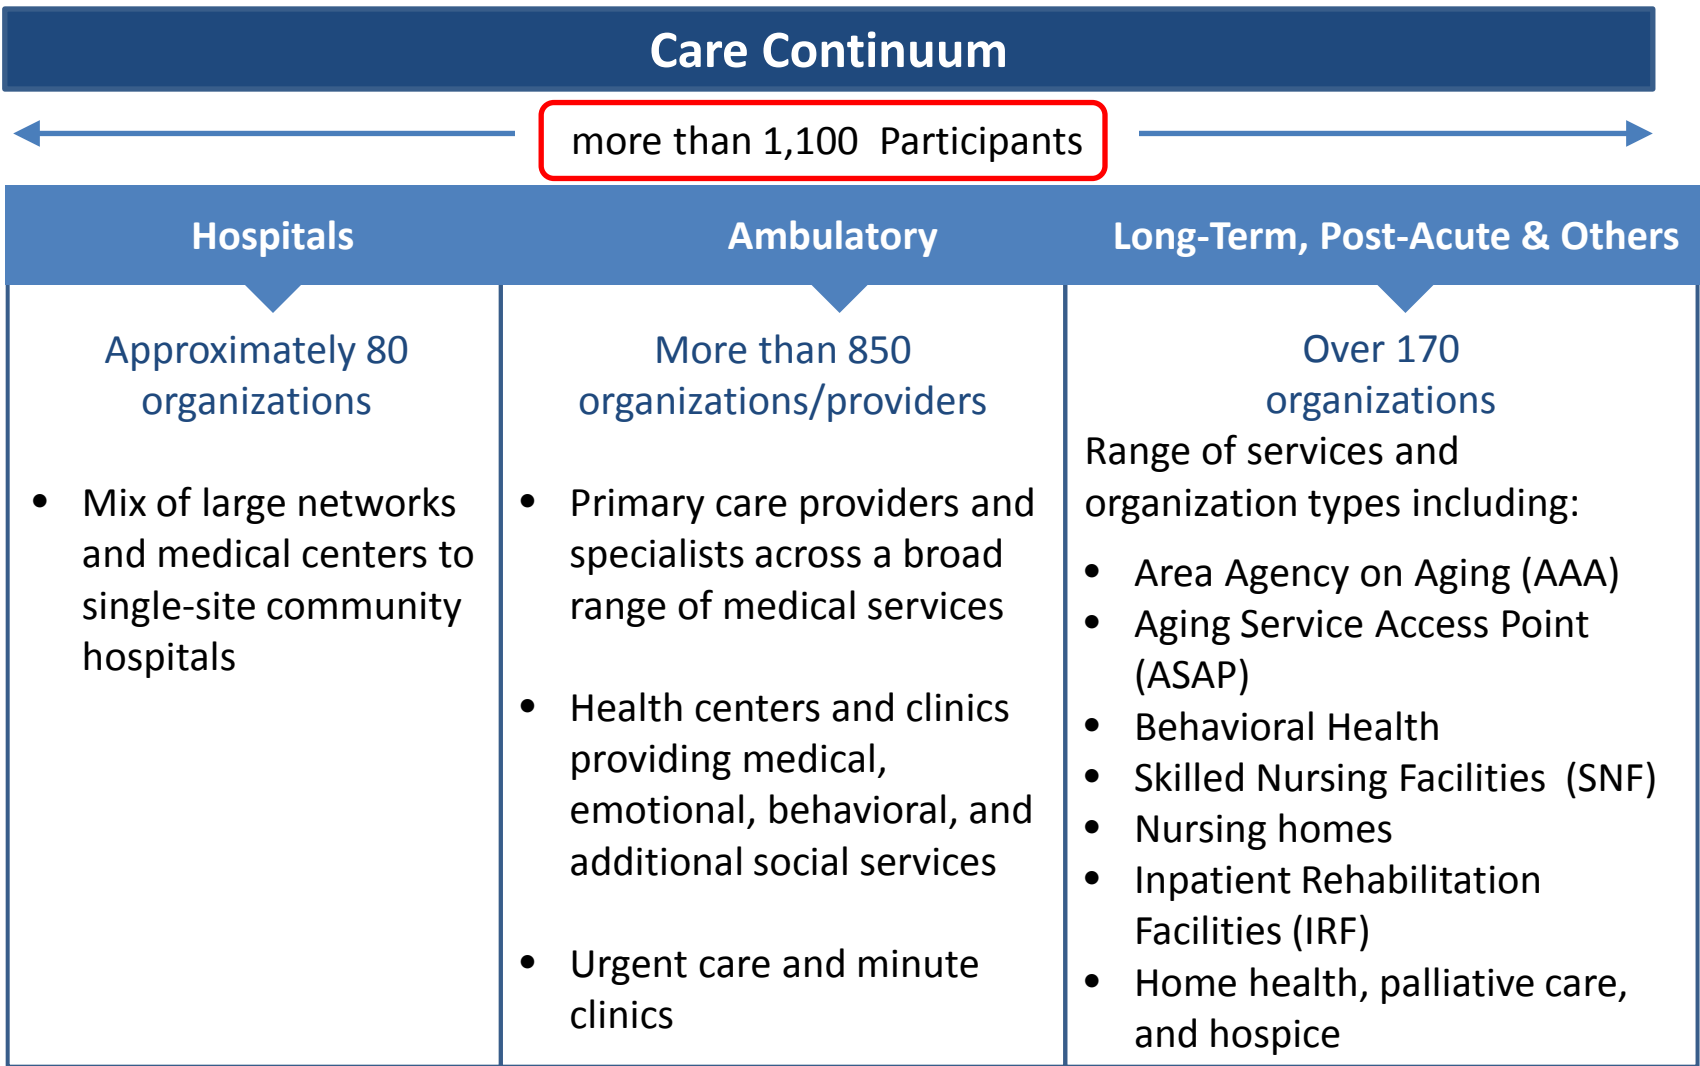 Care Continuum
more than 1,100  Participants
Hospitals
Approximately 80
organizations
• Mix of large networks
and medical centers to
single-site community
hospitals
Ambulatory
More than 850
organizations/providers
• Primary care providers and
specialists across a broad
range of medical services
• Health centers and clinics
providing medical,
emotional, behavioral, and
additional social services
• Urgent care and minute
clinics
Long-Term, Post-Acute & Others
Over 170
organizations
Range of services and
organization types including:
• Area Agency on Aging (AAA)
• Aging Service Access Point
(ASAP)
• Behavioral Health
• Skilled Nursing Facilities  (SNF)
• Nursing homes
• Inpatient Rehabilitation
Facilities (IRF)
• Home health, palliative care,
and hospice